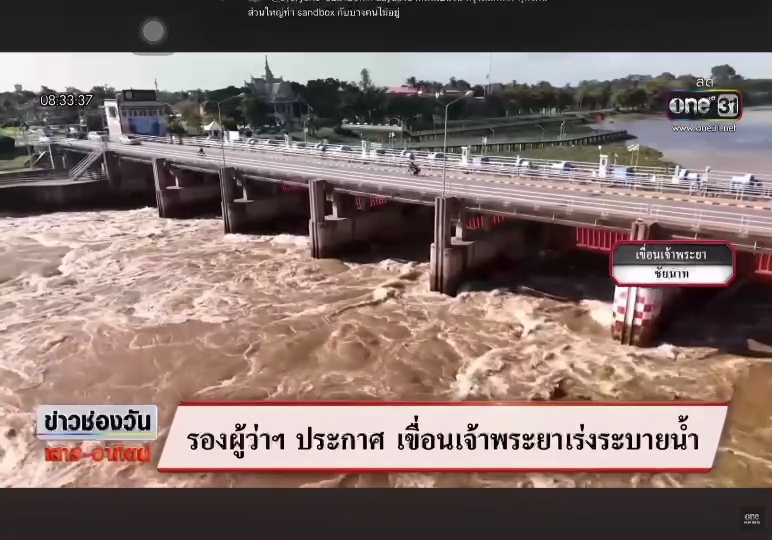 ส่วนใหญ่ทำ sandbox กับบางคนไม่อยู่
08:33:37
สด
one 31
www.one31.net
เขื่อนเจ้าพระยา
ชัยนาท
ข่าวช่องวัน
เสาร์-อาทิตย์
รองผู้ว่าฯ ประกาศ เขื่อนเจ้าพระยาเร่งระบายน้ำ
one